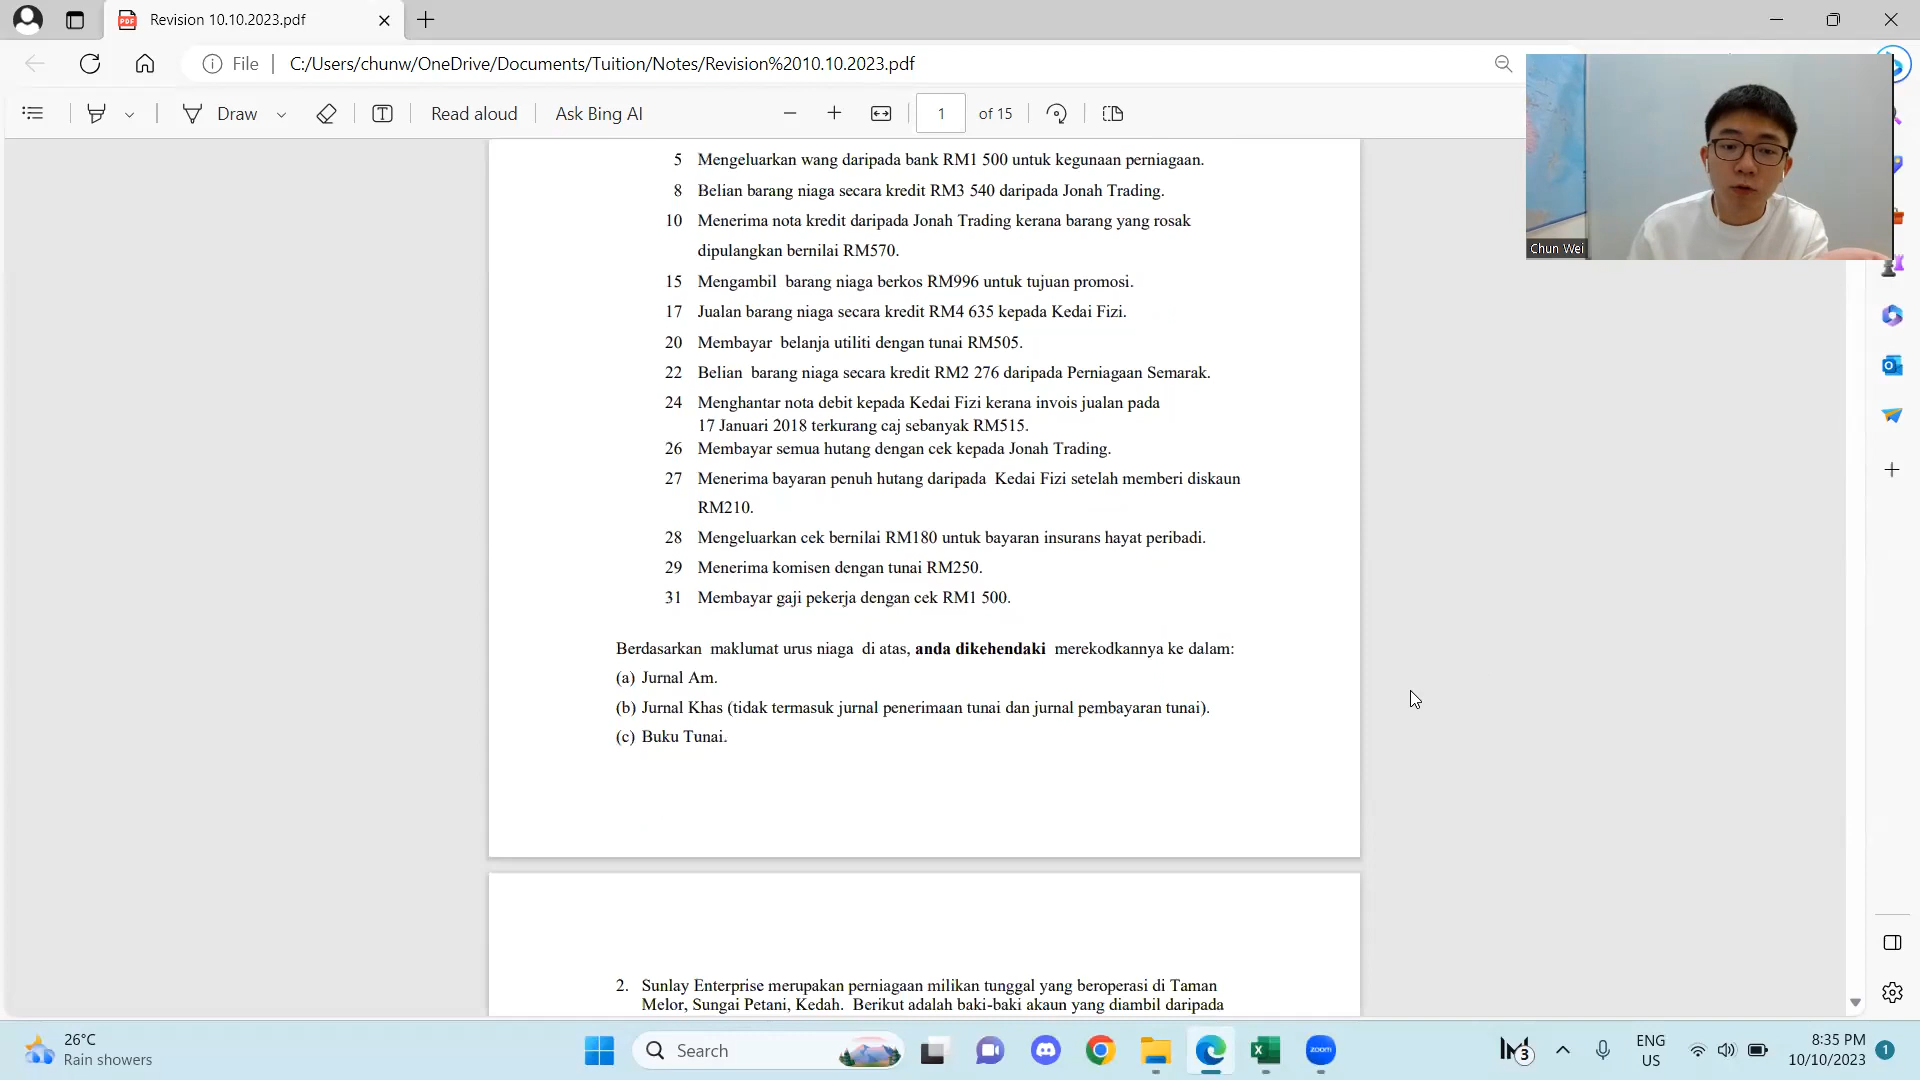 Revision 10.10.2023.pdf
File
C:/Users/chunw/OneDrive/Documents/Tuition/Notes/Revision%2010.10.2023.pdf
Draw
Read aloud
Ask Bing AI
1
of 15
Chun Wei
5 Mengeluarkan wang daripada bank RM1 500 untuk kegunaan perniagaan.
8 Belian barang niaga secara kredit RM3 540 daripada Jonah Trading.
10 Menerima nota kredit daripada Jonah Trading kerana barang yang rosak
dipulangkan bernilai RM570.
15 Mengambil barang niaga berkos RM996 untuk tujuan promosi.
17 Jualan barang niaga secara kredit RM4 635 kepada Kedai Fizi.
20 Membayar belanja utiliti dengan tunai RM505.
22 Belian barang niaga secara kredit RM2 276 daripada Perniagaan Semarak.
24 Menghantar nota debit kepada Kedai Fizi kerana invois jualan pada
17 Januari 2018 terkurang caj sebanyak RM515.
26 Membayar semua hutang dengan cek kepada Jonah Trading.
27 Menerima bayaran penuh hutang daripada Kedai Fizi setelah memberi diskaun
RM210.
28 Mengeluarkan cek bernilai RM180 untuk bayaran insurans hayat peribadi.
29 Menerima komisen dengan tunai RM250.
31 Membayar gaji pekerja dengan cek RM1 500.
Berdasarkan maklumat urus niaga di atas, anda dikehendaki merekodkannya ke dalam:
(a) Jurnal Am.
(b) Jurnal Khas (tidak termasuk jurnal penerimaan tunai dan jurnal pembayaran tunai).
(c) Buku Tunai.
2. Sunlay Enterprise merupakan perniagaan milikan tunggal yang beroperasi di Taman
Melor, Sungai Petani, Kedah. Berikut adalah baki-baki akaun yang diambil daripada
26°C
Rain showers
Search
zoom
3
ENG
US
8:35 PM
10/10/2023
1